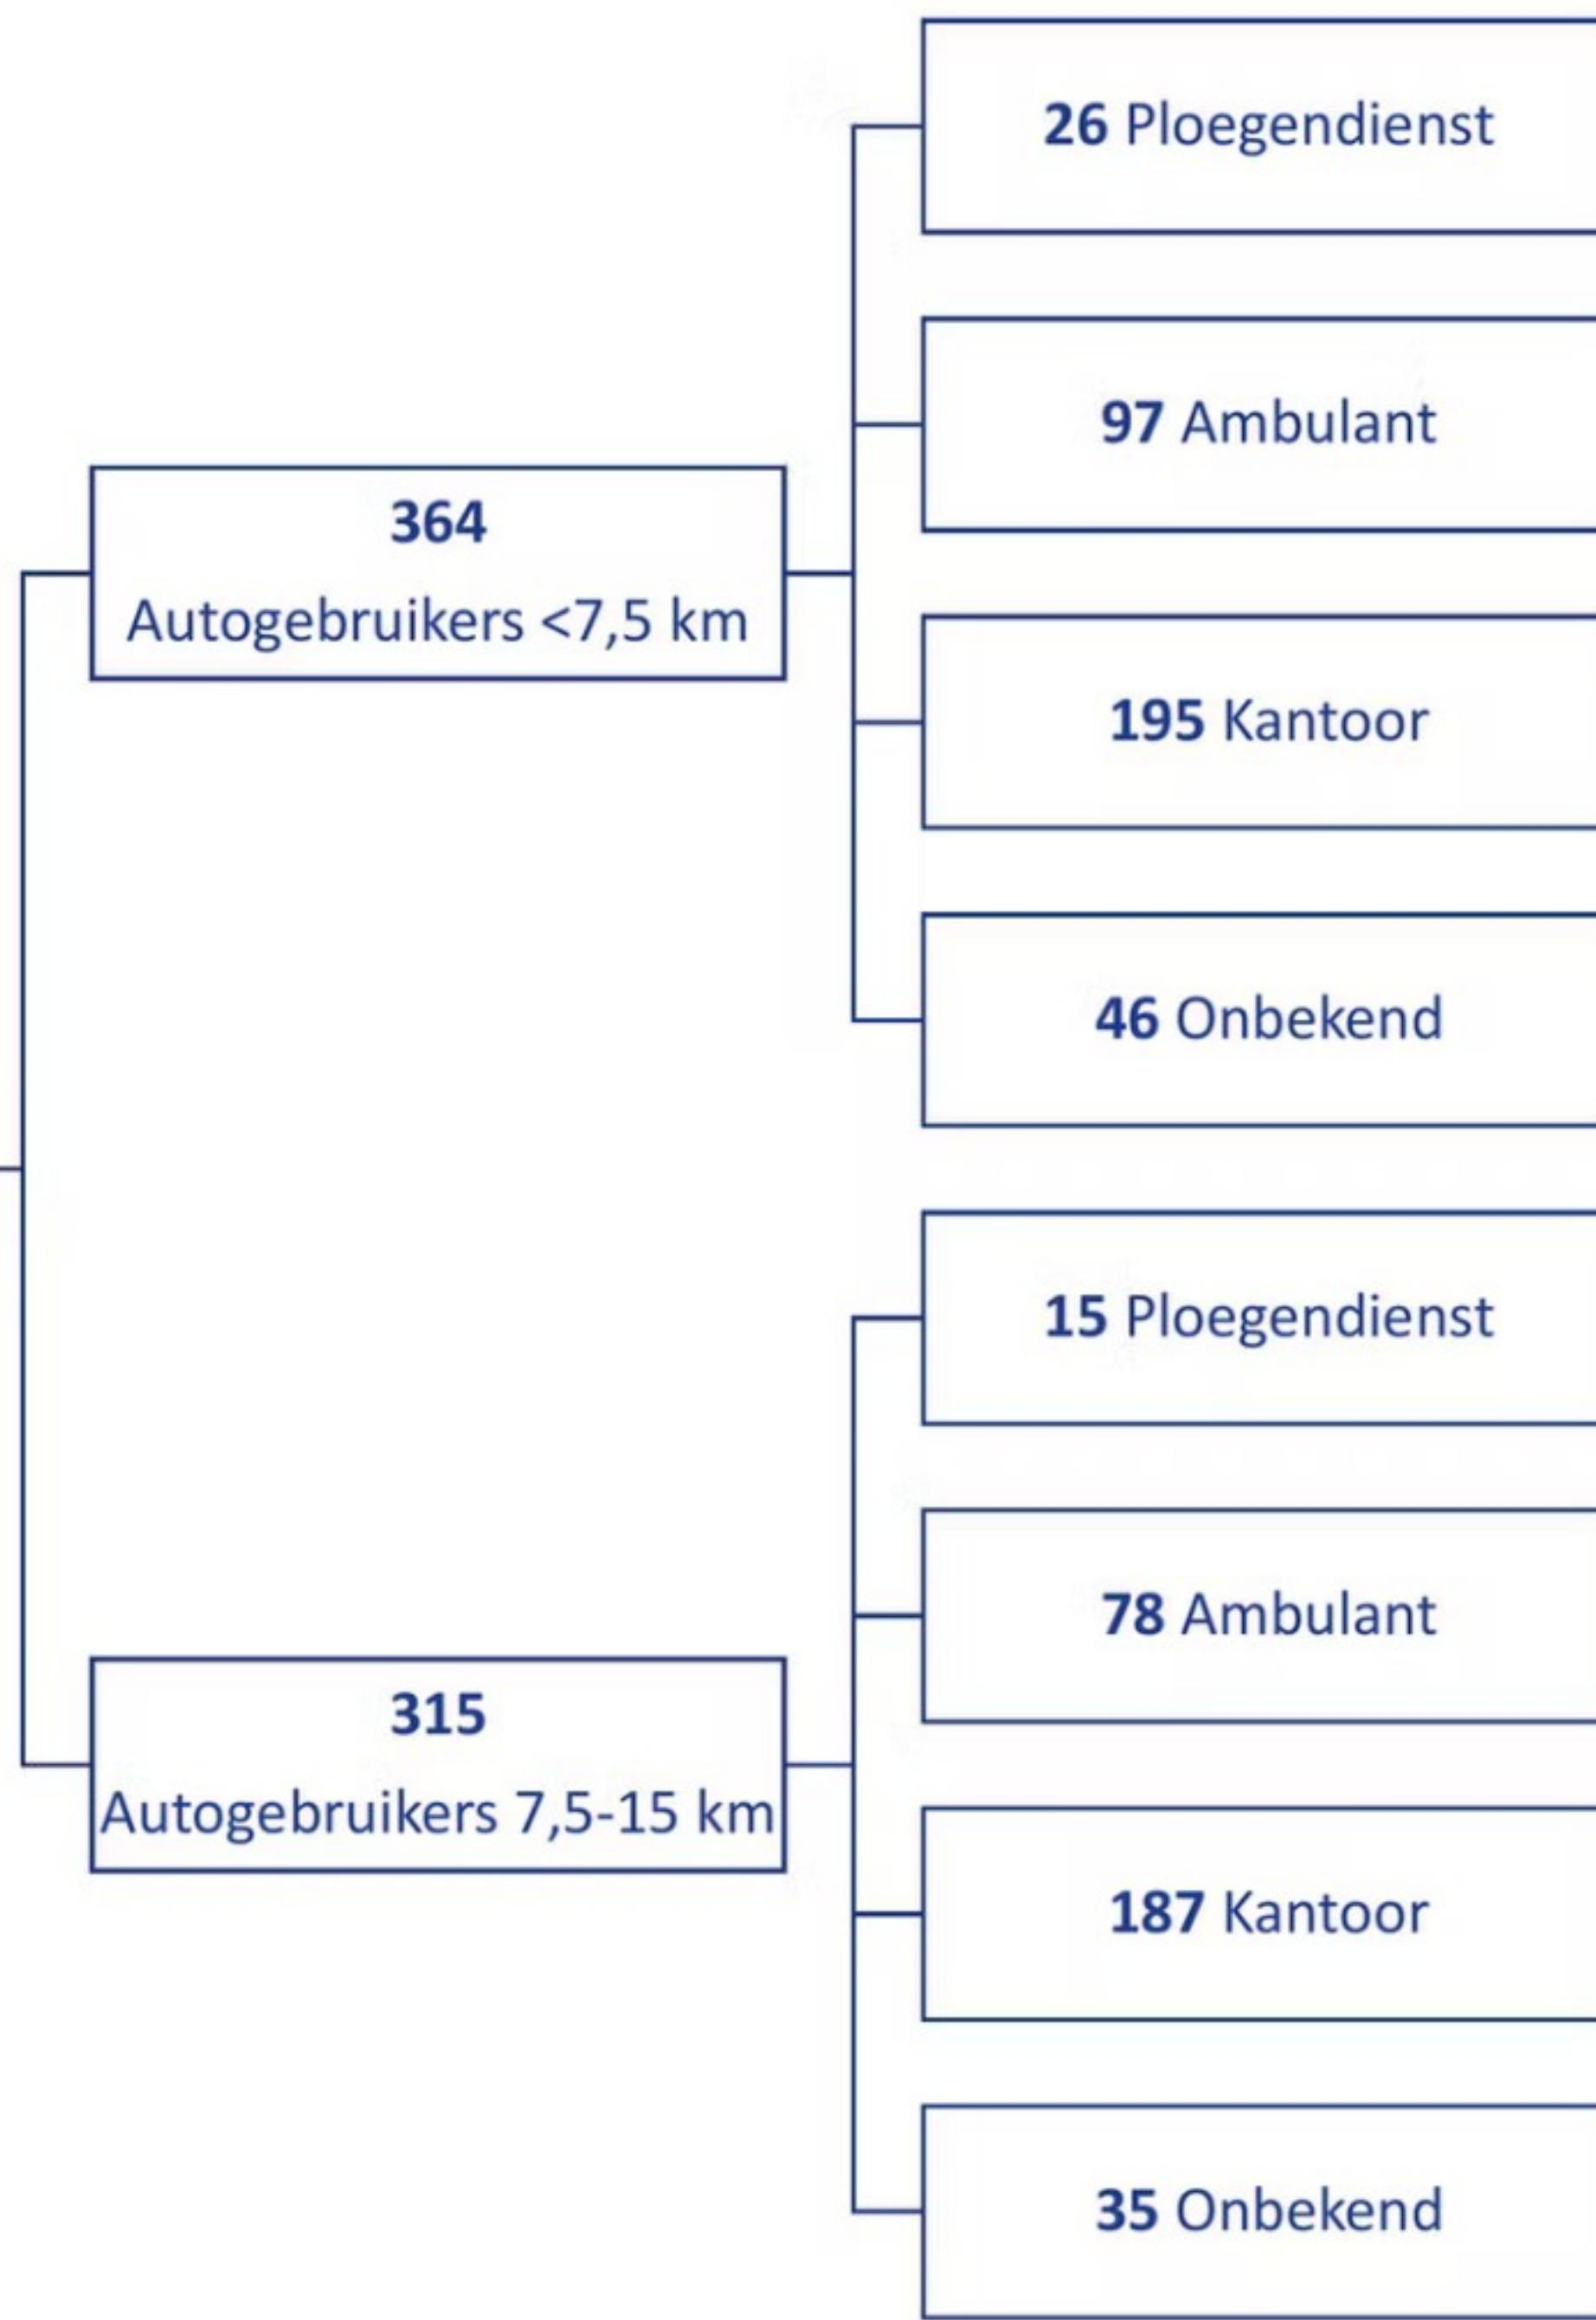 364
Autogebruikers <7,5 km
26 Ploegendienst
97 Ambulant
195 Kantoor
46 Onbekend
315
Autogebruikers 7,5-15 km
15 Ploegendienst
78 Ambulant
187 Kantoor
35 Onbekend